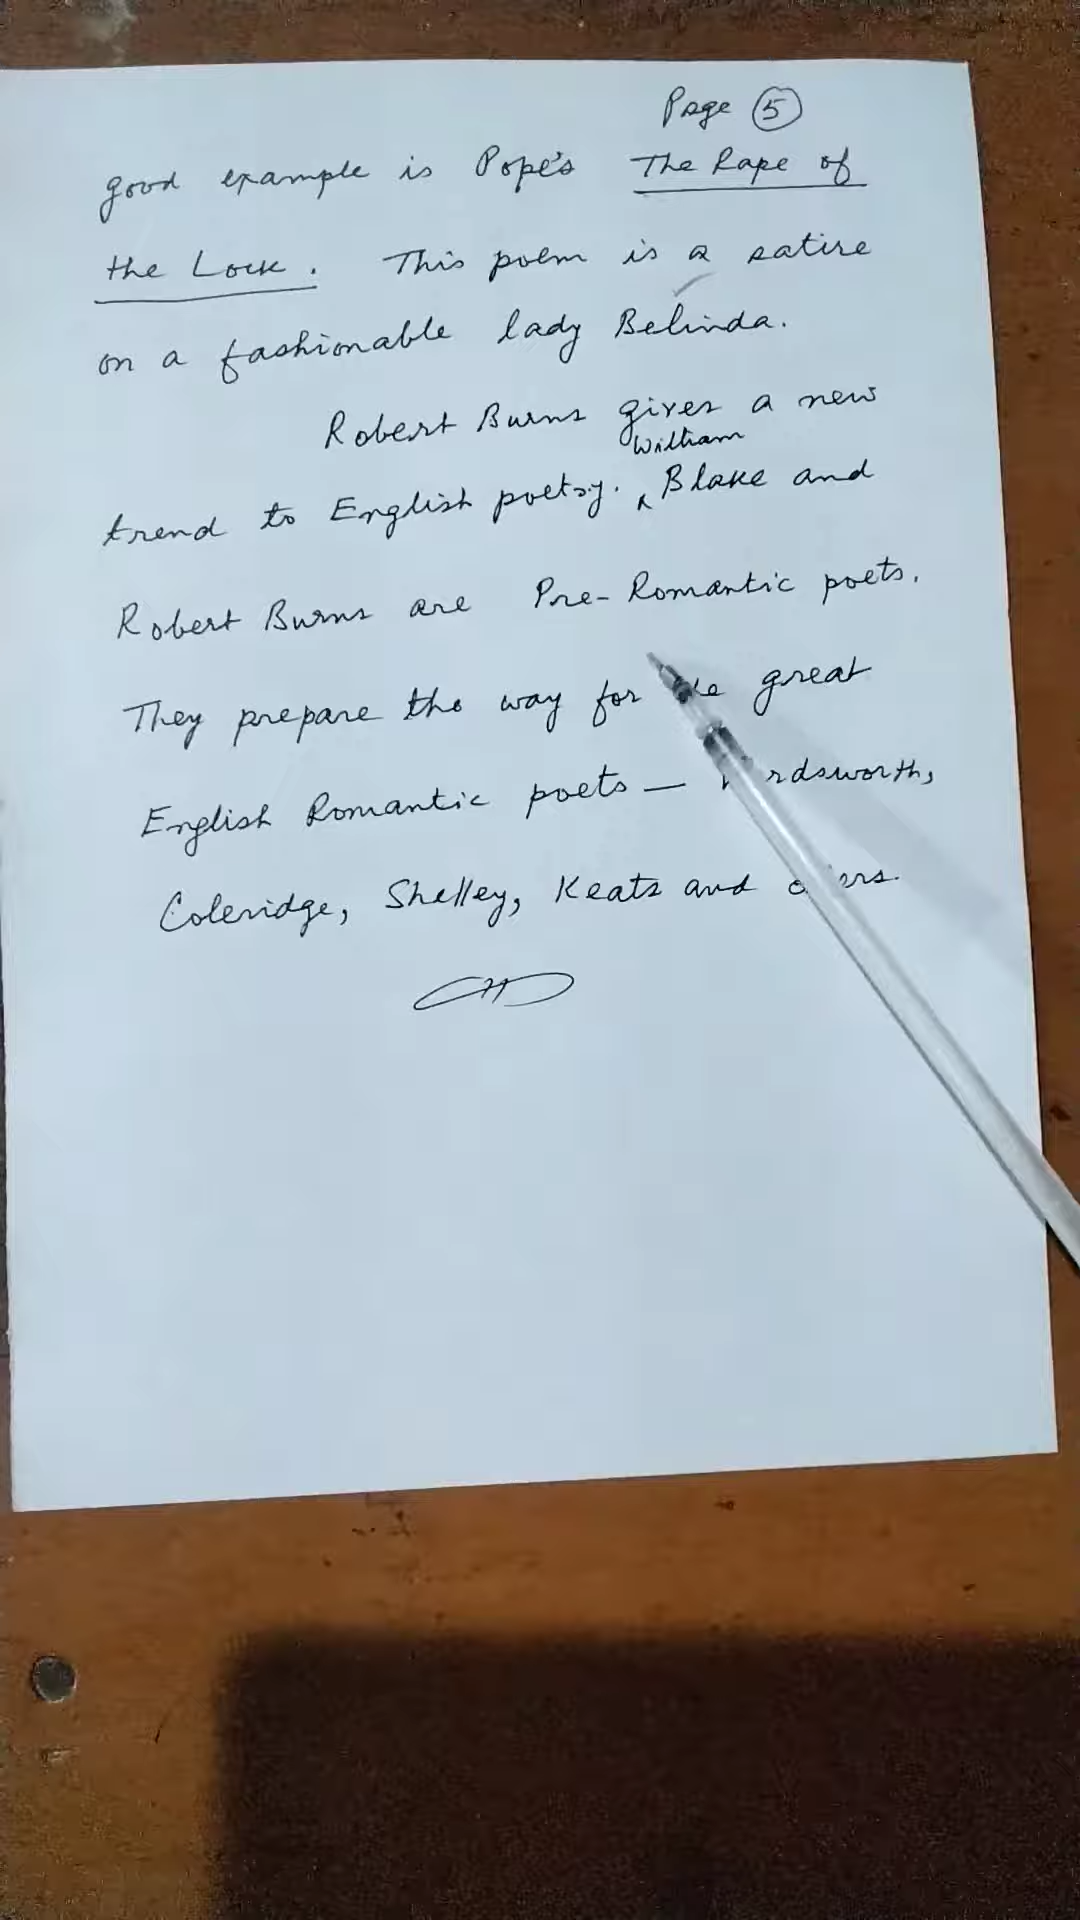 Page 5
good example is Pope's The Rape of
the Lock. This poem is a satire
on a fashionable lady Belinda.
Robert Burns gives a new
William
trend to English poetry. ^ Blake and
Robert Burns are Pre-Romantic poets.
They prepare the way for great
English Romantic poets — Wordsworth,
Coleridge, Shelley, Keats and others.